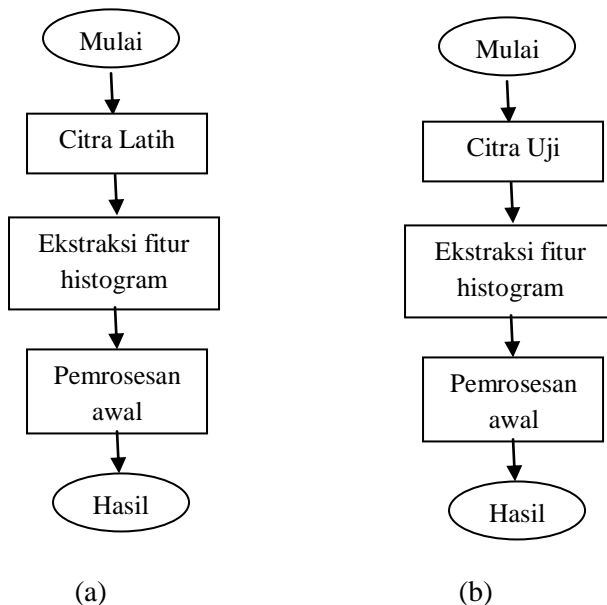 Mulai
Citra Latih
Ekstraksi fitur
histogram
Pemrosesan
awal
Hasil
(a)
Mulai
Citra Uji
Ekstraksi fitur
histogram
Pemrosesan
awal
Hasil
(b)